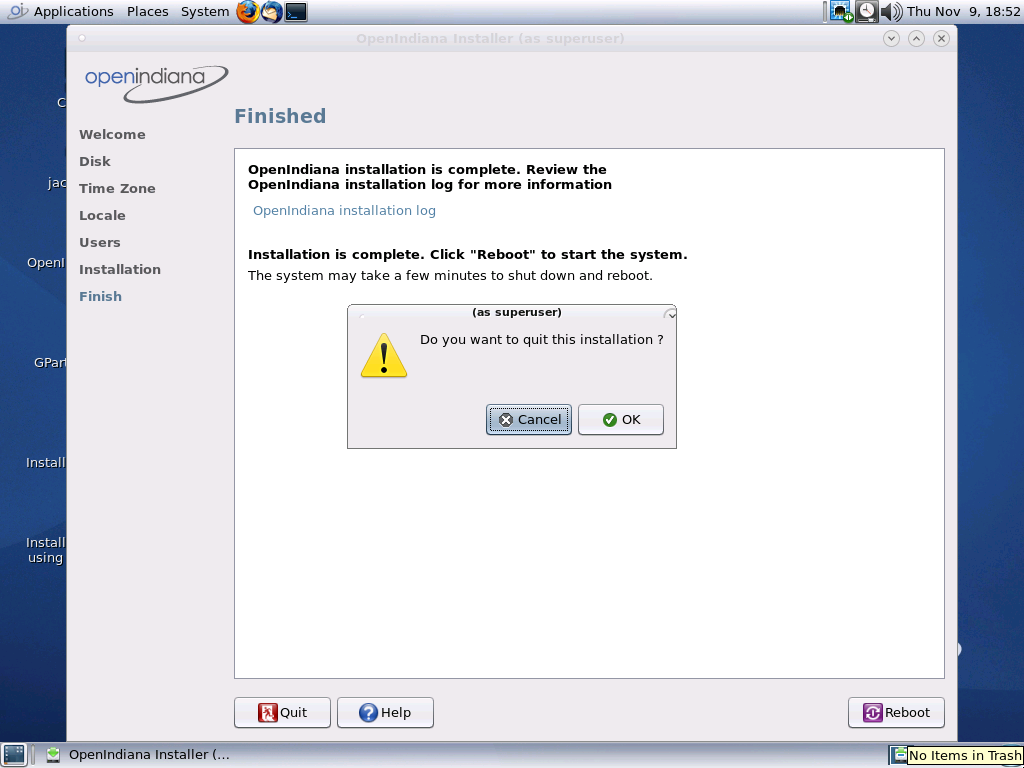 Applications Places System Thu Nov 9, 18:52
OpenIndiana Installer (as superuser)
openindiana
Finished
Welcome
Disk
Time Zone
Locale
Users
Installation
Finish
OpenIndiana installation is complete. Review the
OpenIndiana installation log for more information
OpenIndiana installation log
Installation is complete. Click "Reboot" to start the system.
The system may take a few minutes to shut down and reboot.
(as superuser)
Do you want to quit this installation ?
Cancel OK
C
jac
OpenI
GPart
Install
Install
using
Quit Help Reboot
OpenIndiana Installer (... No Items in Trash